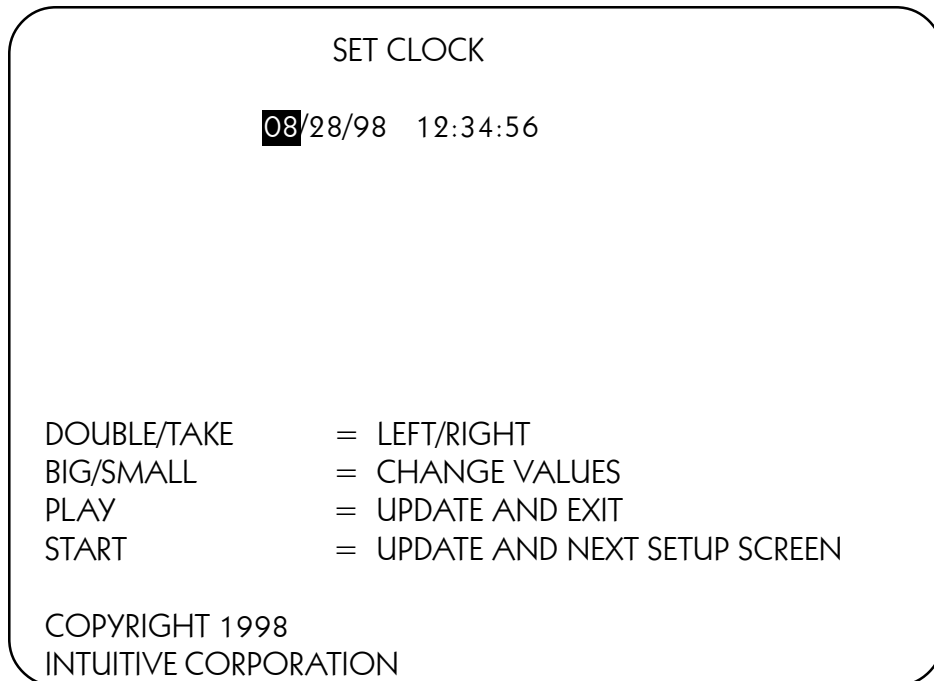 SET CLOCK
08/28/98 12:34:56
DOUBLE/TAKE = LEFT/RIGHT
BIG/SMALL = CHANGE VALUES
PLAY = UPDATE AND EXIT
START = UPDATE AND NEXT SETUP SCREEN
COPYRIGHT 1998
INTUITIVE CORPORATION